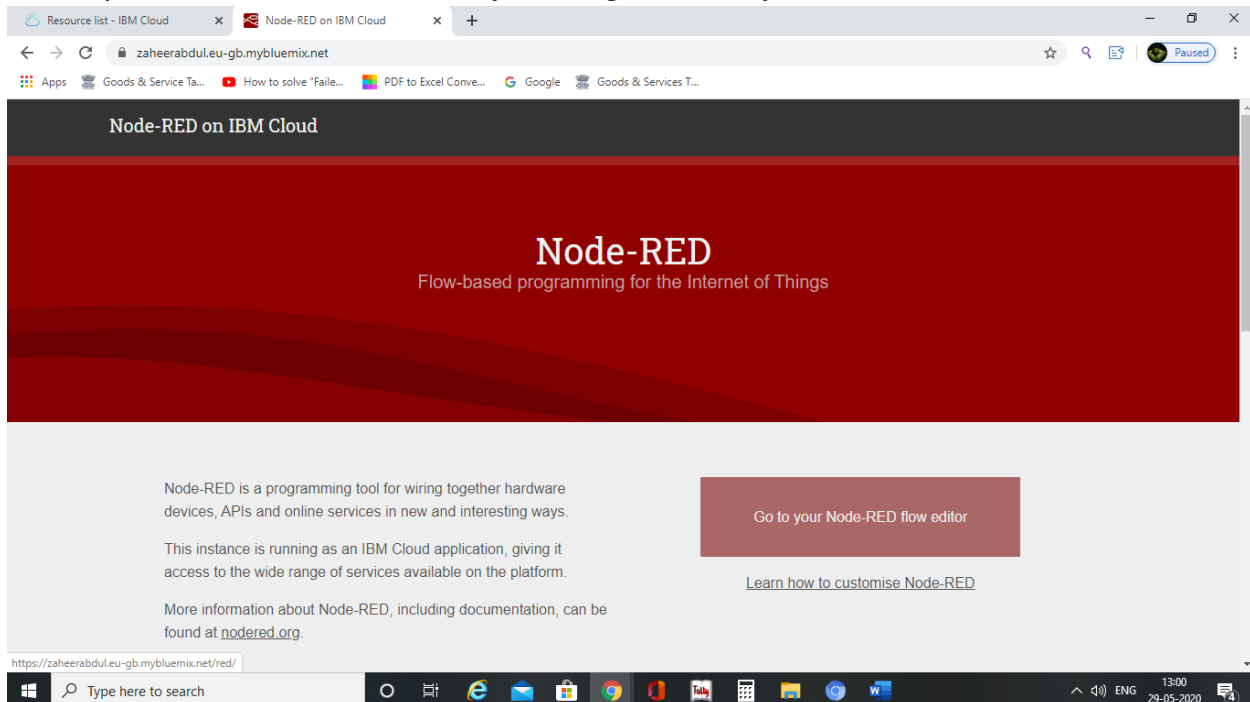 Resource list - IBM Cloud
Node-RED on IBM Cloud
zaheerabdul.eu-gb.mybluemix.net
Paused
Apps
Goods & Service Ta...
How to solve "Faile...
PDF to Excel Conve...
Google
Goods & Services T...
Node-RED on IBM Cloud
Node-RED
Flow-based programming for the Internet of Things
Node-RED is a programming tool for wiring together hardware
devices, APIs and online services in new and interesting ways.
This instance is running as an IBM Cloud application, giving it
access to the wide range of services available on the platform.
More information about Node-RED, including documentation, can be
found at nodered.org.
Go to your Node-RED flow editor
Learn how to customise Node-RED
https://zaheerabdul.eu-gb.mybluemix.net/red/
Type here to search
Tally
ENG
13:00
29-05-2020
4